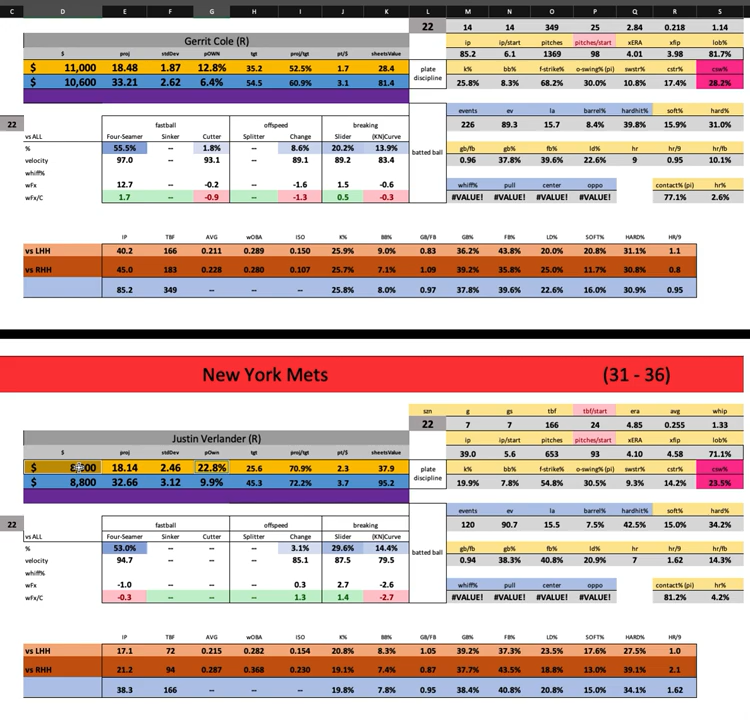 C D E F G H I J K L M N O P Q R S
22 14 14 349 25 2.84 0.218 1.14
Gerrit Cole (R) ip ip/start pitches pitches/start xERA xfip lob%
$ proj stdDev pOWN tgt proj/tgt pt/$ sheetsValue 85.2 6.1 1369 98 4.01 3.98 81.7%
$ 11,000 18.48 1.87 12.8% 35.2 52.5% 1.7 28.4 plate discipline k% bb% f-strike% o-swing% (pi) swstr% cstr% csw%
$ 10,600 33.21 2.62 6.4% 54.5 60.9% 3.1 81.4 25.8% 8.3% 68.2% 30.0% 10.8% 17.4% 28.2%
events ev la barrel% hardhit% soft% hard%
22 fastball offspeed breaking 226 89.3 15.7 8.4% 39.8% 15.9% 31.0%
vs ALL Four-Seamer Sinker Cutter Splitter Change Slider (KN)Curve
% 55.5% -- 1.8% -- 8.6% 20.2% 13.9% batted ball gb/fb gb% fb% ld% hr hr/9 hr/fb
velocity 97.0 -- 93.1 -- 89.1 89.2 83.4 0.96 37.8% 39.6% 22.6% 9 0.95 10.1%
whiff%
wFx 12.7 -0.2 -1.6 1.5 -0.6 whiff% pull center oppo contact% (pi) hr%
wFx/C 1.7 -- -0.9 -- -1.3 0.5 -0.3 #VALUE! #VALUE! #VALUE! #VALUE! 77.1% 2.6%
IP TBF AVG wOBA ISO K% BB% GB/FB GB% FB% LD% SOFT% HARD% HR/9
vs LHH 40.2 166 0.211 0.289 0.150 25.9% 9.0% 0.83 36.2% 43.8% 20.0% 20.8% 31.1% 1.1
vs RHH 45.0 183 0.228 0.280 0.107 25.7% 7.1% 1.09 39.2% 35.8% 25.0% 11.7% 30.8% 0.8
85.2 349 -- -- 25.8% 8.0% 0.97 37.8% 39.6% 22.6% 16.0% 30.9% 0.95
New York Mets (31 - 36)
szn g gs tbf tbf/start era avg whip
22 7 7 166 24 4.85 0.255 1.33
Justin Verlander (R) ip ip/start pitches pitches/start xERA xfip lob%
$ proj stdDev pOwn tgt proj/tgt pt/$ sheetsValue 39.0 5.6 653 93 4.10 4.58 71.1%
$ 18.14 2.46 22.8% 25.6 70.9% 2.3 37.9 plate discipline k% bb% f-strike% o-swing% (pi) swstr% cstr% csw%
$ 8,800 32.66 3.12 9.9% 45.3 72.2% 3.7 95.2 19.9% 7.8% 54.8% 30.5% 9.3% 14.2% 23.5%
events ev la barrel% hardhit% soft% hard%
22 fastball offspeed breaking 120 90.7 15.5 7.5% 42.5% 15.0% 34.2%
vs ALL Four-Seamer Sinker Cutter Splitter Change Slider (KN)Curve
% 53.0% -- -- -- 3.1% 29.6% 14.4% batted ball gb/fb gb% fb% ld% hr hr/9 hr/fb
velocity 94.7 -- -- -- 85.1 87.5 79.5 0.94 38.3% 40.8% 20.9% 7 1.62 14.3%
whiff%
wFx -1.0 0.3 2.7 -2.6 whiff% pull center oppo contact% (pi) hr%
wFx/C -0.3 -- -- -- 1.3 1.4 -2.7 #VALUE! #VALUE! #VALUE! #VALUE! 81.2% 4.2%
IP TBF AVG wOBA ISO K% BB% GB/FB GB% FB% LD% SOFT% HARD% HR/9
vs LHH 17.1 72 0.215 0.282 0.154 20.8% 8.3% 1.05 39.2% 37.3% 23.5% 17.6% 27.5% 1.0
vs RHH 21.2 94 0.287 0.368 0.230 19.1% 7.4% 0.87 37.7% 43.5% 18.8% 13.0% 39.1% 2.1
38.3 166 -- -- 19.8% 7.8% 0.95 38.4% 40.8% 20.8% 15.0% 34.1% 1.62